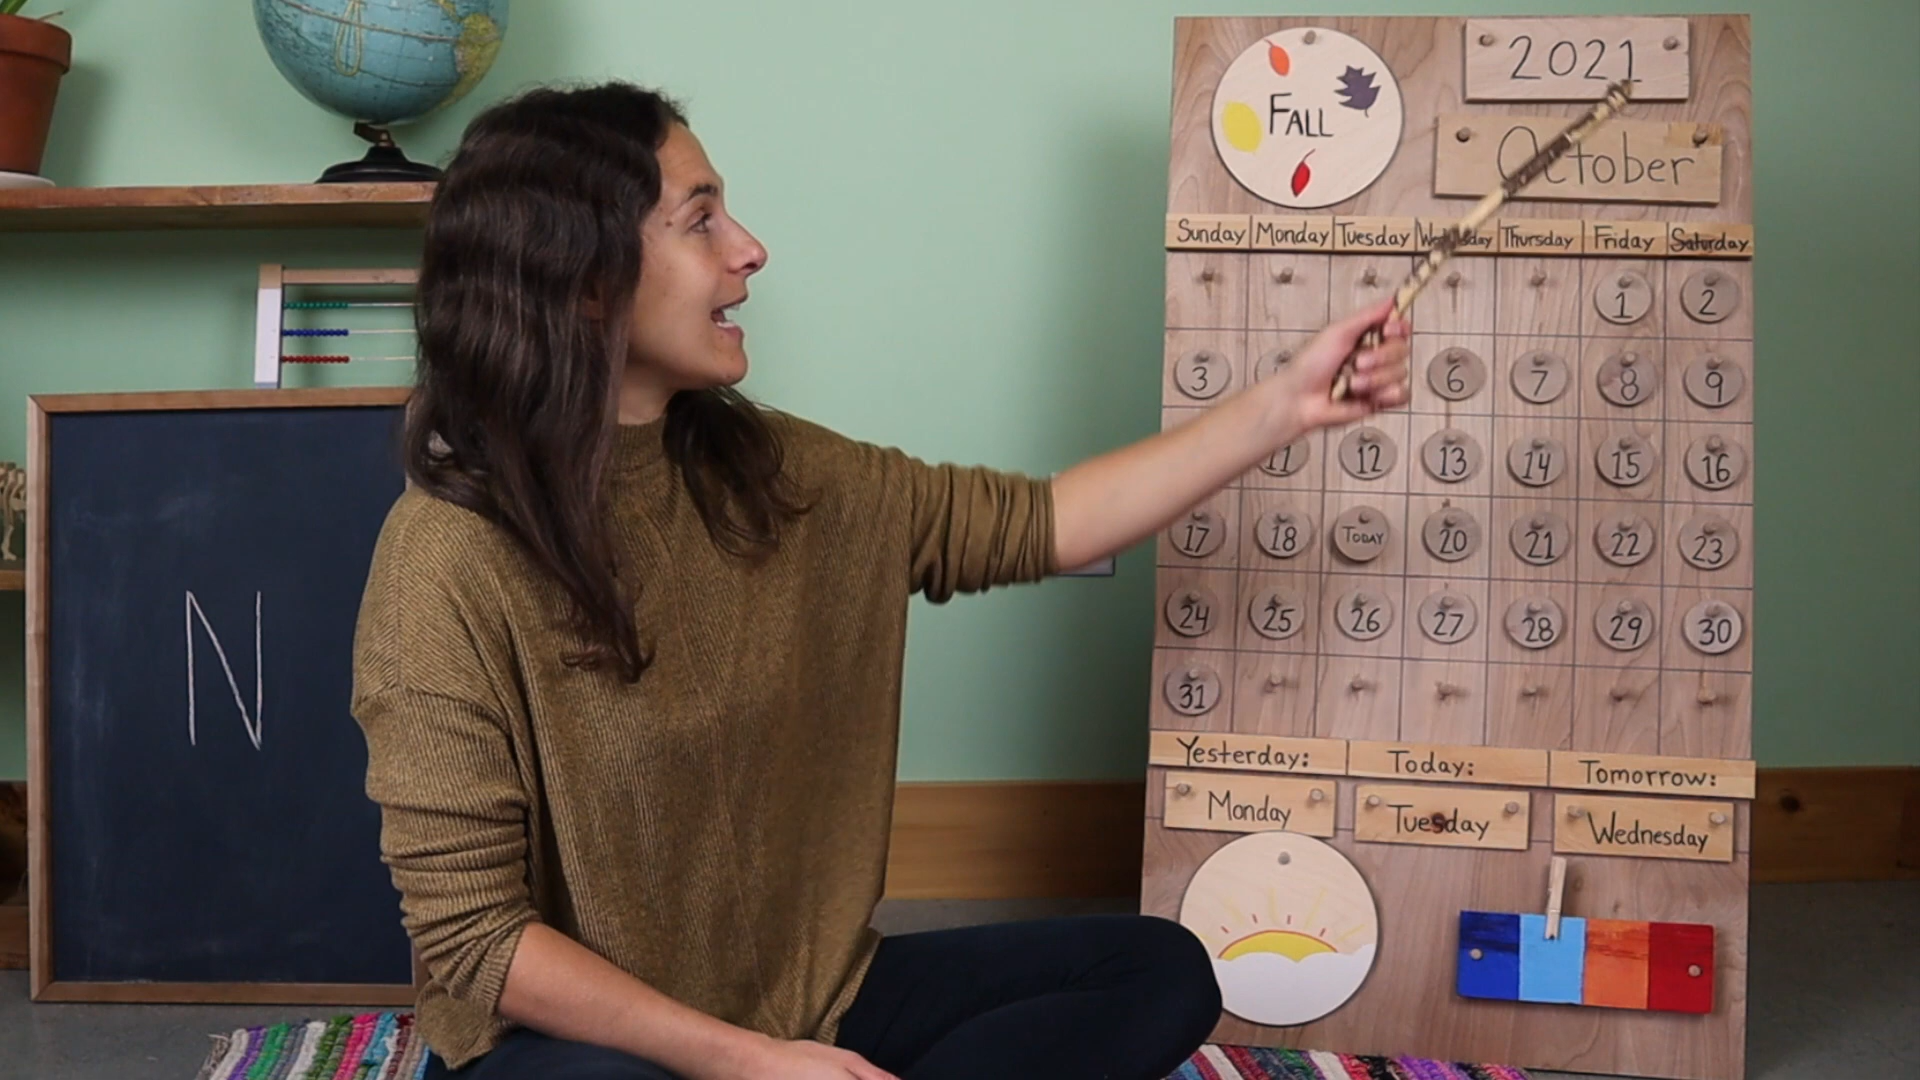 2021
FALL
October
Sunday Monday Tuesday Wednesday Thursday Friday Saturday
1 2
3 6 7 8 9
11 12 13 14 15 16
17 18 TODAY 20 21 22 23
24 25 26 27 28 29 30
31
Yesterday: Today: Tomorrow:
Monday Tuesday Wednesday
N